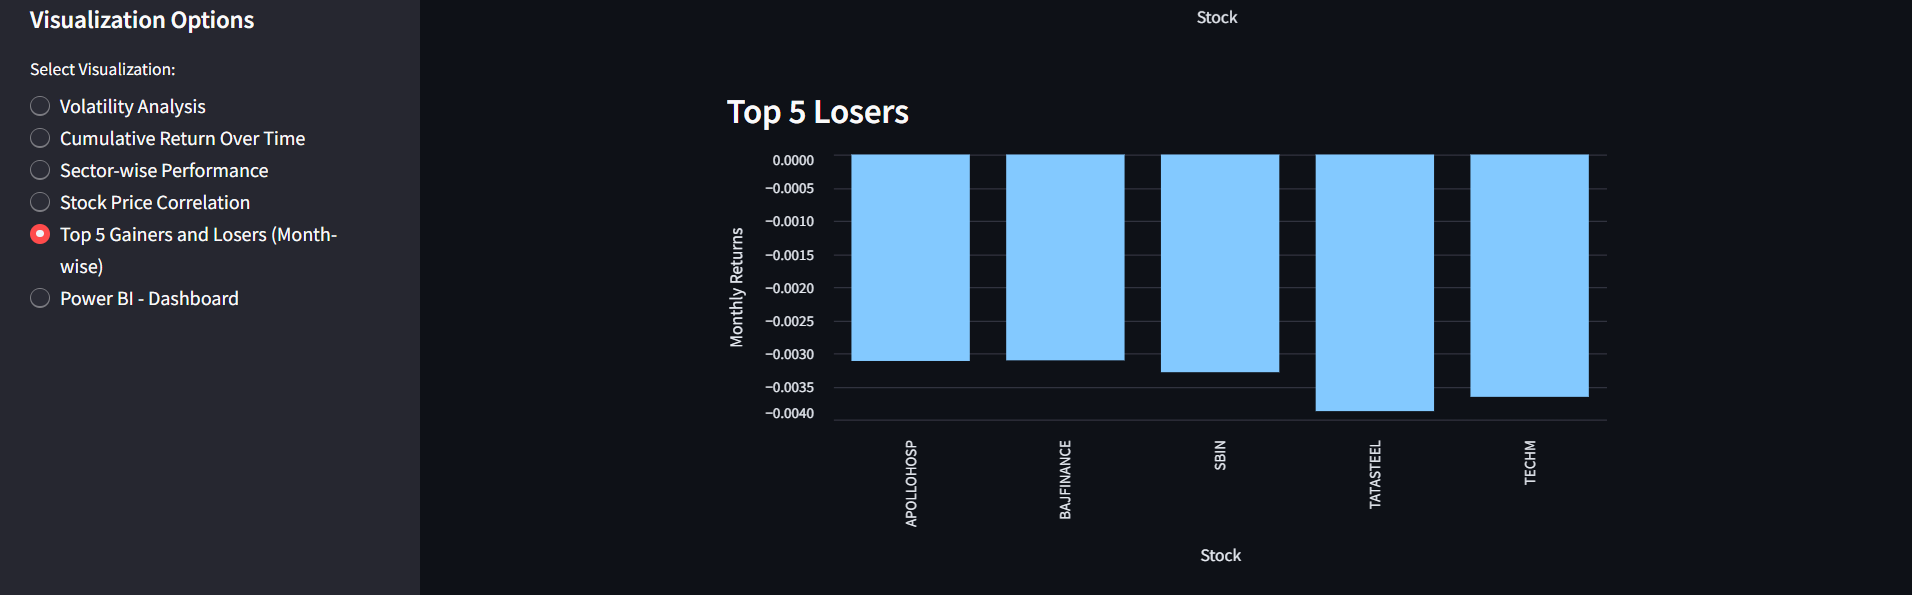 Visualization Options
Select Visualization:
Volatility Analysis
Cumulative Return Over Time
Sector-wise Performance
Stock Price Correlation
Top 5 Gainers and Losers (Month-
wise)
Power BI - Dashboard
Stock
Top 5 Losers
Monthly Returns
0.0000
−0.0005
−0.0010
−0.0015
−0.0020
−0.0025
−0.0030
−0.0035
−0.0040
APOLLOHOSP
BAJFINANCE
SBIN
TATASTEEL
TECHM
Stock